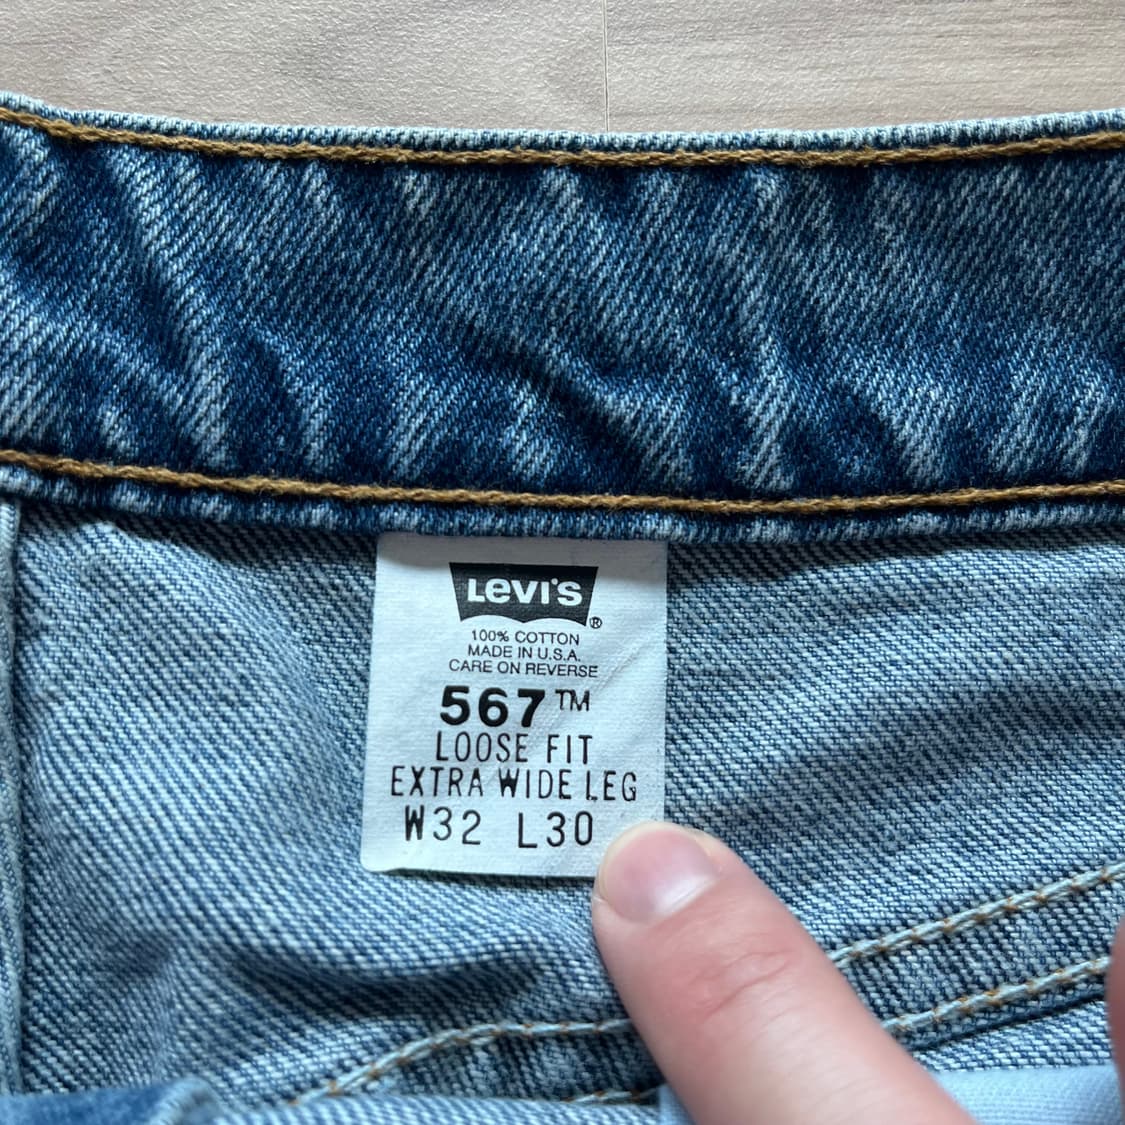 LEVI'S®
100% COTTON
MADE IN U.S.A.
CARE ON REVERSE
567™
LOOSE FIT
EXTRA WIDE LEG
W32 L30